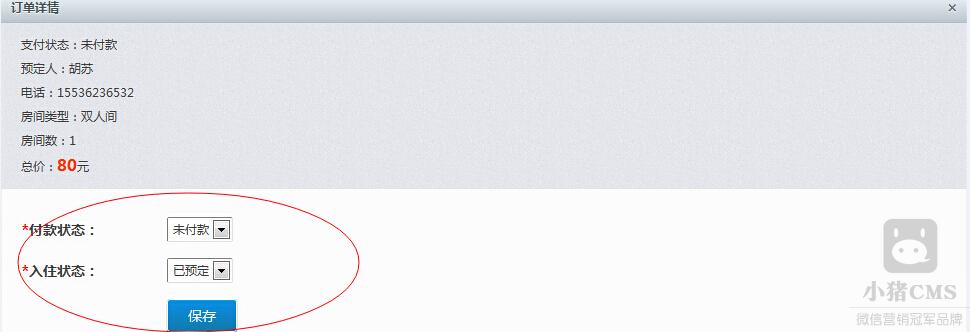 订单详情 ×
支付状态：未付款
预定人：胡苏
电话：15536236532
房间类型：双人间
房间数：1
总价：80元
*付款状态： 未付款
*入住状态： 已预定
保存
小猪CMS
微信营销冠军品牌